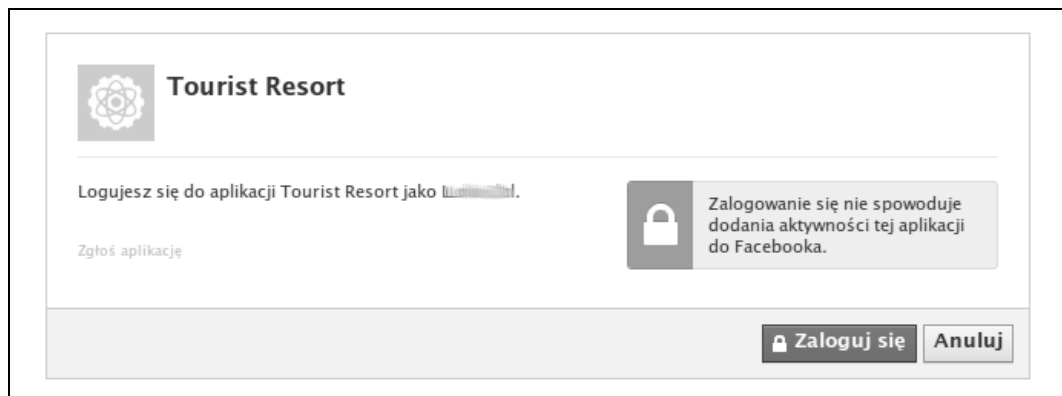 Tourist Resort
Logujesz się do aplikacji Tourist Resort jako
Zgłoś aplikację
Zalogowanie się nie spowoduje
dodania aktywności tej aplikacji
do Facebooka.
Zaloguj się
Anuluj